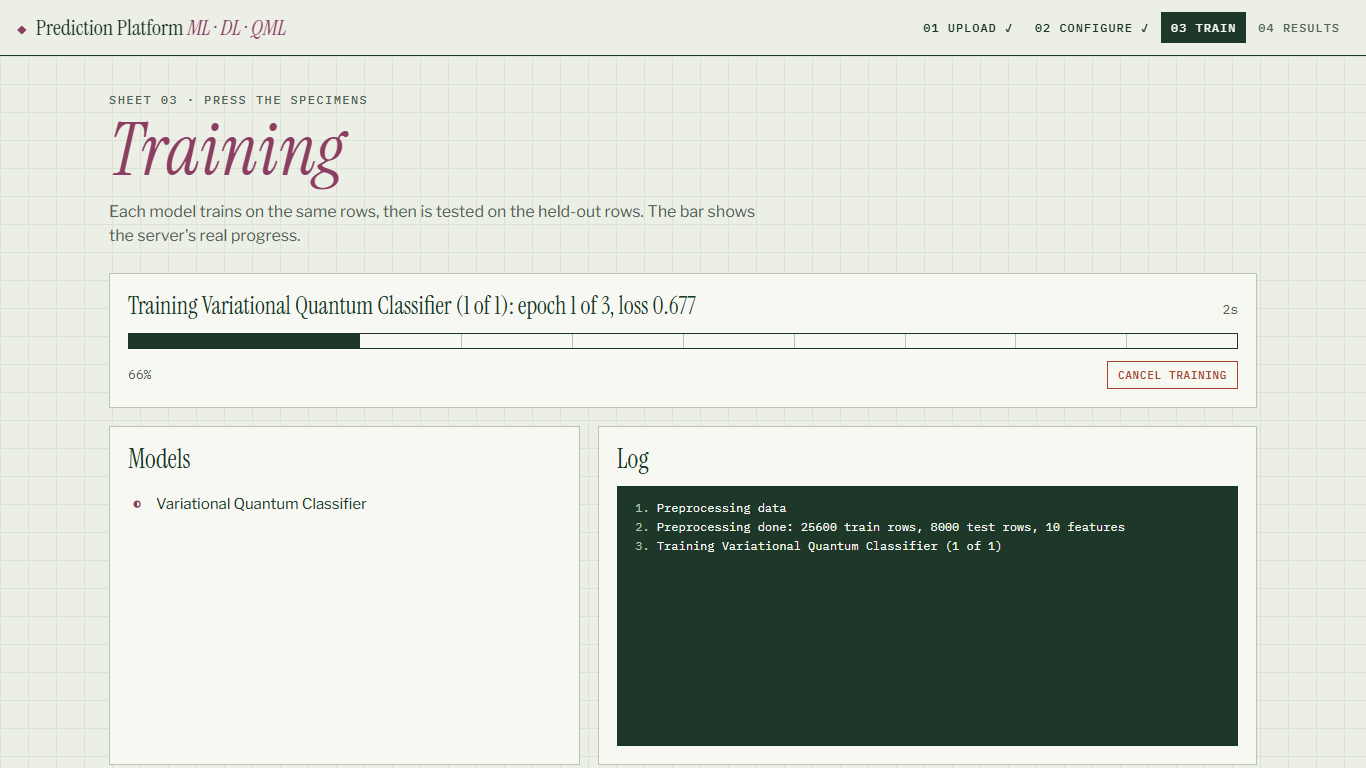 Prediction Platform ML · DL · QML
01 UPLOAD ✓ 02 CONFIGURE ✓ 03 TRAIN 04 RESULTS
SHEET 03 · PRESS THE SPECIMENS
Training
Each model trains on the same rows, then is tested on the held-out rows. The bar shows
the server's real progress.
Training Variational Quantum Classifier (1 of 1): epoch 1 of 3, loss 0.677
2s
66%
CANCEL TRAINING
Models
Variational Quantum Classifier
Log
1. Preprocessing data
2. Preprocessing done: 25600 train rows, 8000 test rows, 10 features
3. Training Variational Quantum Classifier (1 of 1)